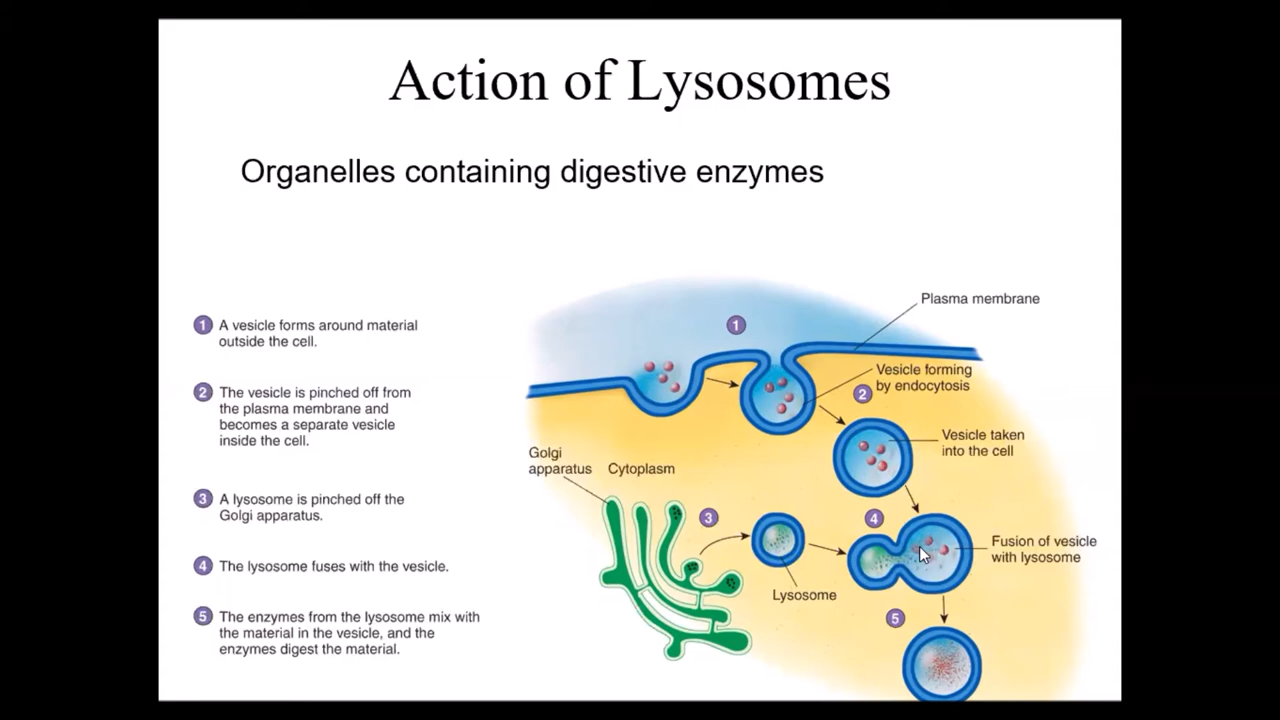 Action of Lysosomes
Organelles containing digestive enzymes
1 A vesicle forms around material
outside the cell.
2 The vesicle is pinched off from
the plasma membrane and
becomes a separate vesicle
inside the cell.
3 A lysosome is pinched off the
Golgi apparatus.
4 The lysosome fuses with the vesicle.
5 The enzymes from the lysosome mix with
the material in the vesicle, and the
enzymes digest the material.
Plasma membrane
1
Vesicle forming
by endocytosis
2
Vesicle taken
into the cell
Golgi
apparatus
Cytoplasm
3
4
Fusion of vesicle
with lysosome
Lysosome
5